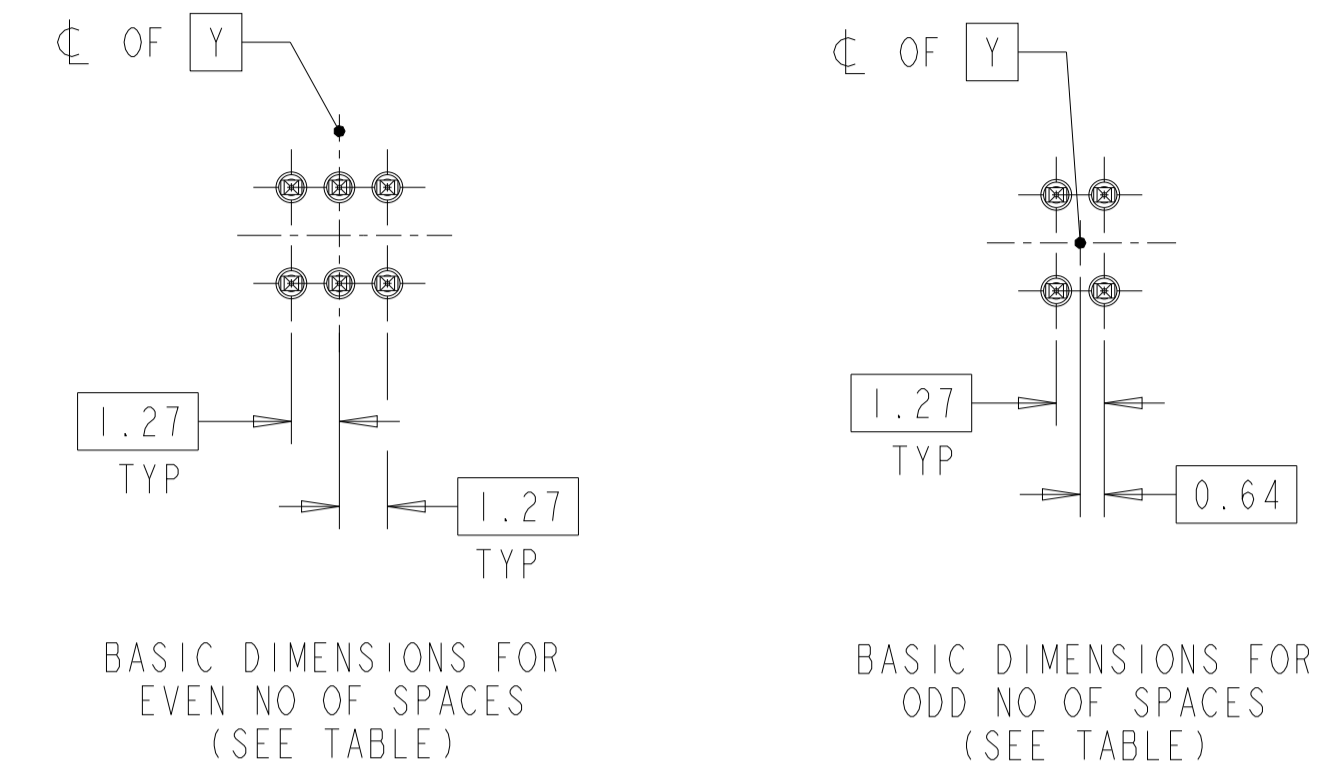 ℄ OF Y
1.27
TYP
1.27
TYP
BASIC DIMENSIONS FOR
EVEN NO OF SPACES
(SEE TABLE)
℄ OF Y
1.27
TYP
0.64
BASIC DIMENSIONS FOR
ODD NO OF SPACES
(SEE TABLE)